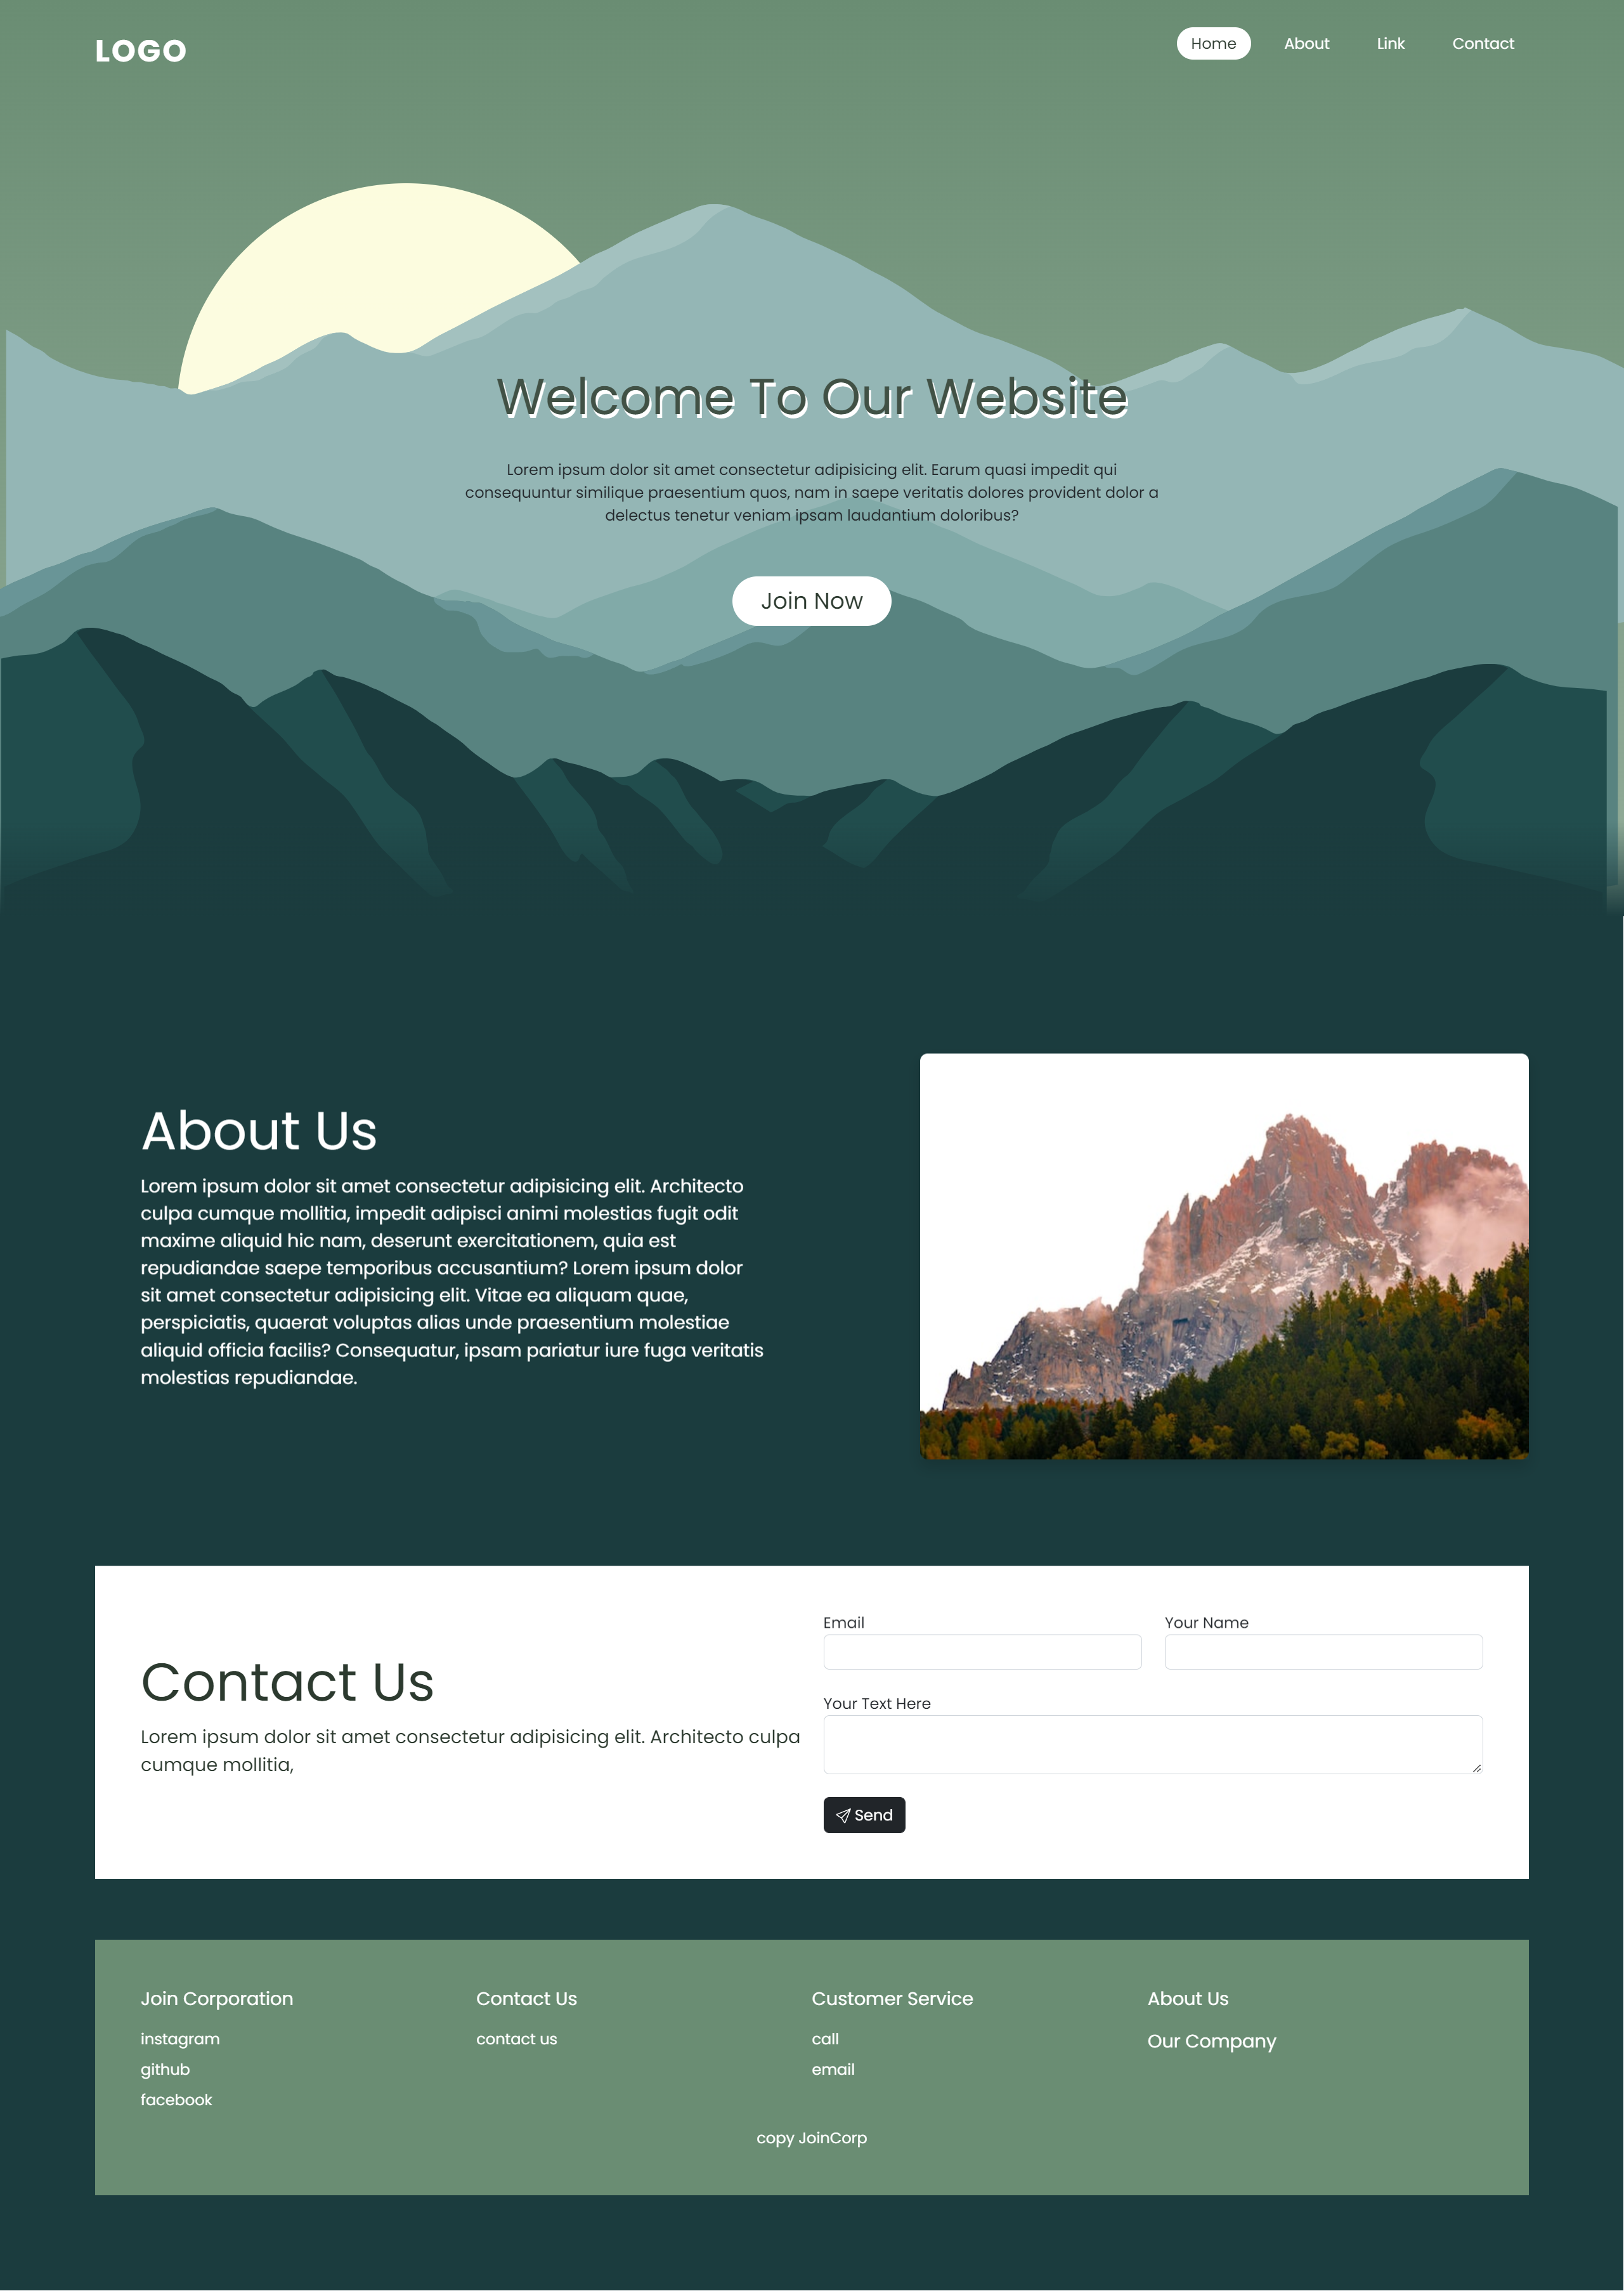 LOGO
Home About Link Contact
Welcome To Our Website
Lorem ipsum dolor sit amet consectetur adipisicing elit. Earum quasi impedit qui
consequuntur similique praesentium quos, nam in saepe veritatis dolores provident dolor a
delectus tenetur veniam ipsam laudantium doloribus?
Join Now
About Us
Lorem ipsum dolor sit amet consectetur adipisicing elit. Architecto
culpa cumque mollitia, impedit adipisci animi molestias fugit odit
maxime aliquid hic nam, deserunt exercitationem, quia est
repudiandae saepe temporibus accusantium? Lorem ipsum dolor
sit amet consectetur adipisicing elit. Vitae ea aliquam quae,
perspiciatis, quaerat voluptas alias unde praesentium molestiae
aliquid officia facilis? Consequatur, ipsam pariatur iure fuga veritatis
molestias repudiandae.
Contact Us
Lorem ipsum dolor sit amet consectetur adipisicing elit. Architecto culpa
cumque mollitia,
Email
Your Name
Your Text Here
Send
Join Corporation
instagram
github
facebook
Contact Us
contact us
Customer Service
call
email
About Us
Our Company
copy JoinCorp